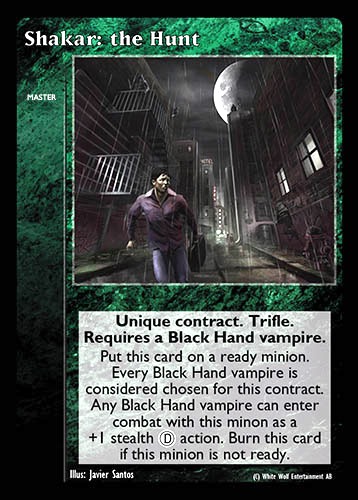 Shakar: the Hunt
MASTER
Unique contract. Trifle.
Requires a Black Hand vampire.
Put this card on a ready minion.
Every Black Hand vampire is
considered chosen for this contract.
Any Black Hand vampire can enter
combat with this minon as a
+1 stealth Ⓓ action. Burn this card
if this minion is not ready.
Illus: Javier Santos
(C) White Wolf Entertainment AB